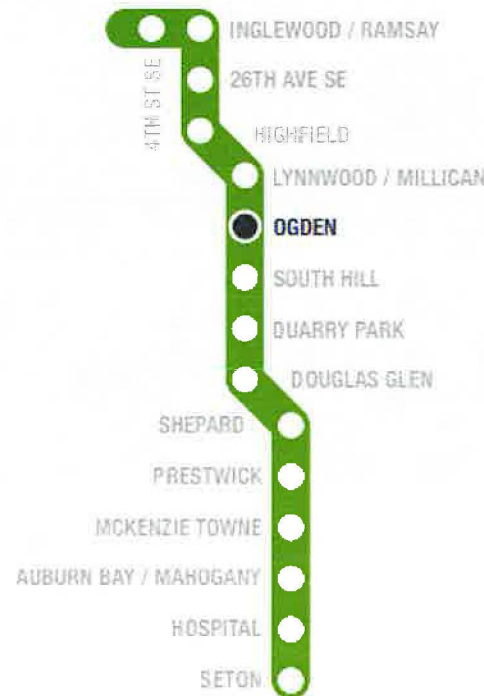 INGLEWOOD / RAMSAY
4TH ST SE
26TH AVE SE
HIGHFIELD
LYNNWOOD / MILLICAN
OGDEN
SOUTH HILL
QUARRY PARK
DOUGLAS GLEN
SHEPARD
PRESTWICK
MCKENZIE TOWNE
AUBURN BAY / MAHOGANY
HOSPITAL
SETON